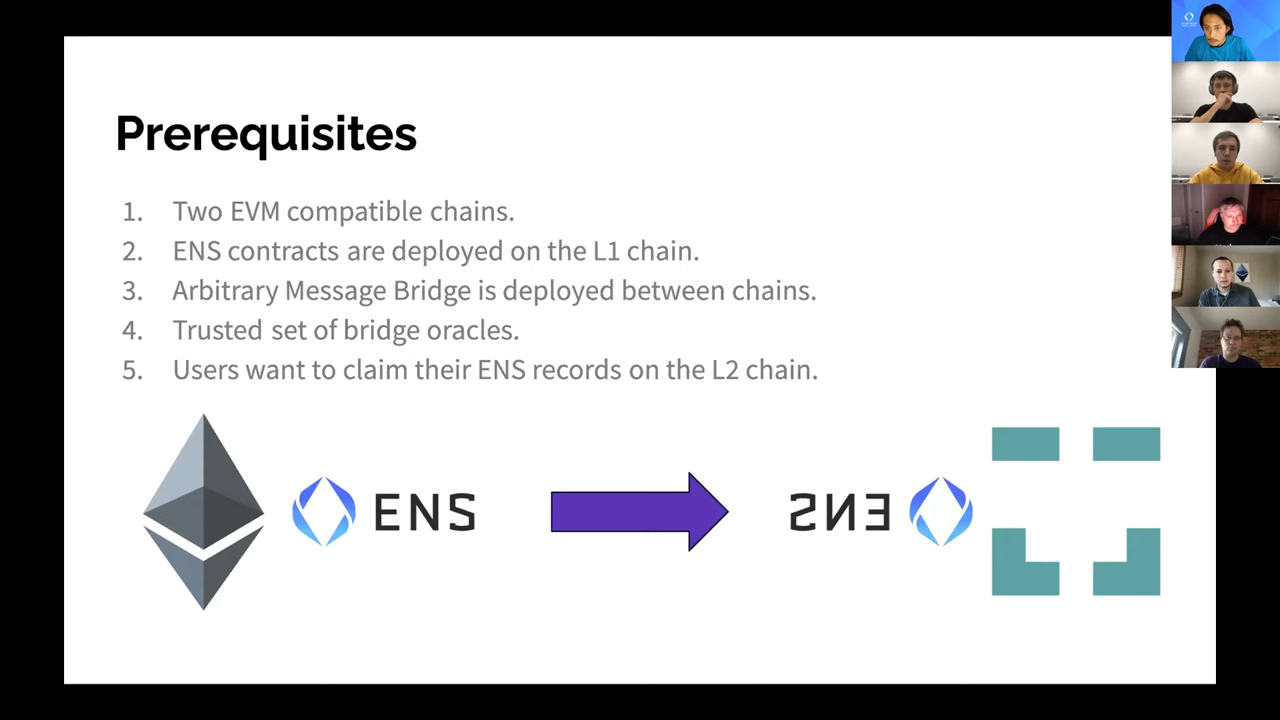 Prerequisites
1. Two EVM compatible chains.
2. ENS contracts are deployed on the L1 chain.
3. Arbitrary Message Bridge is deployed between chains.
4. Trusted set of bridge oracles.
5. Users want to claim their ENS records on the L2 chain.
ENS
ENS